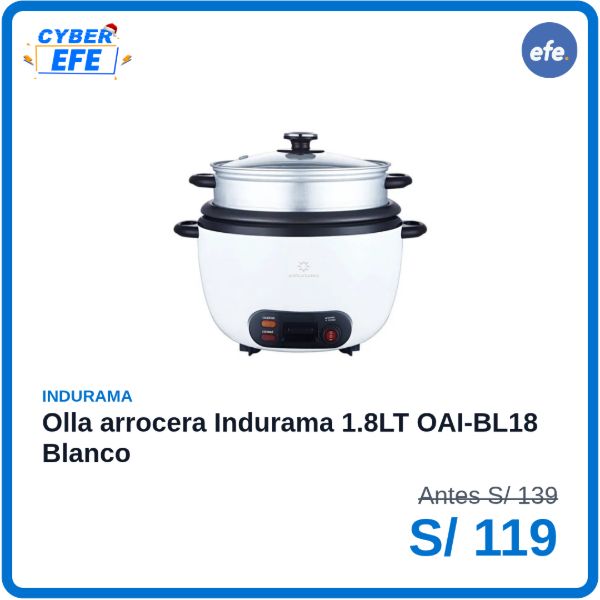 CYBER
EFE
efe.
INDURAMA
Olla arrocera Indurama 1.8LT OAI-BL18
Blanco
Antes S/ 139
S/ 119